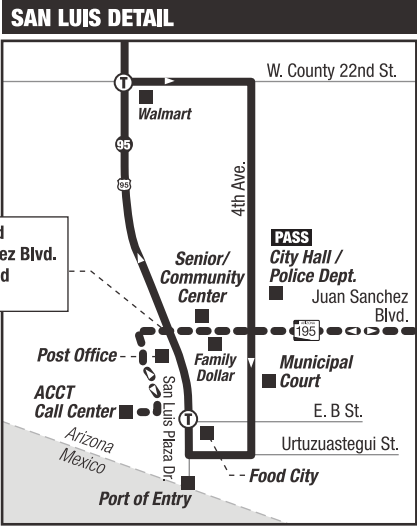 SAN LUIS DETAIL
W. County 22nd St.
T
Walmart
95
95
4th Ave.
d
ez Blvd.
d
Senior/
Community
Center
PASS
City Hall /
Police Dept.
Juan Sanchez
Blvd.
195
Post Office
Family
Dollar
Municipal
Court
ACCT
Call Center
San Luis Plaza Dr.
T
E. B St.
Urtuzuastegui St.
Arizona
Mexico
Food City
Port of Entry